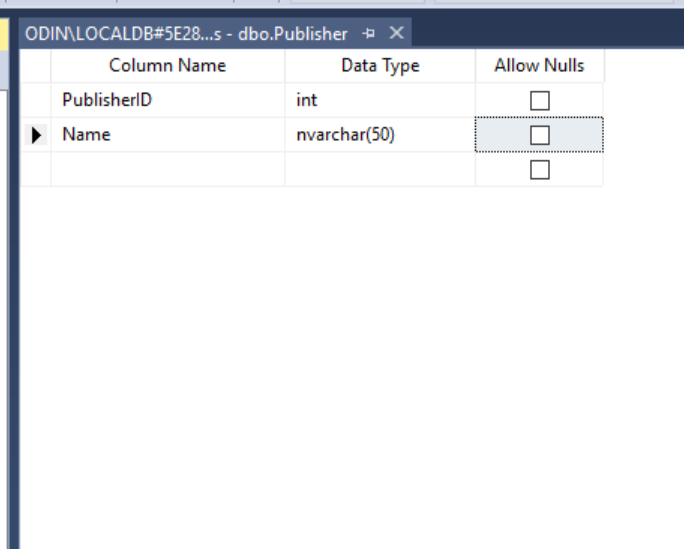 ODIN\LOCALDB#5E28...s - dbo.Publisher
Column Name Data Type Allow Nulls
PublisherID int
Name nvarchar(50)